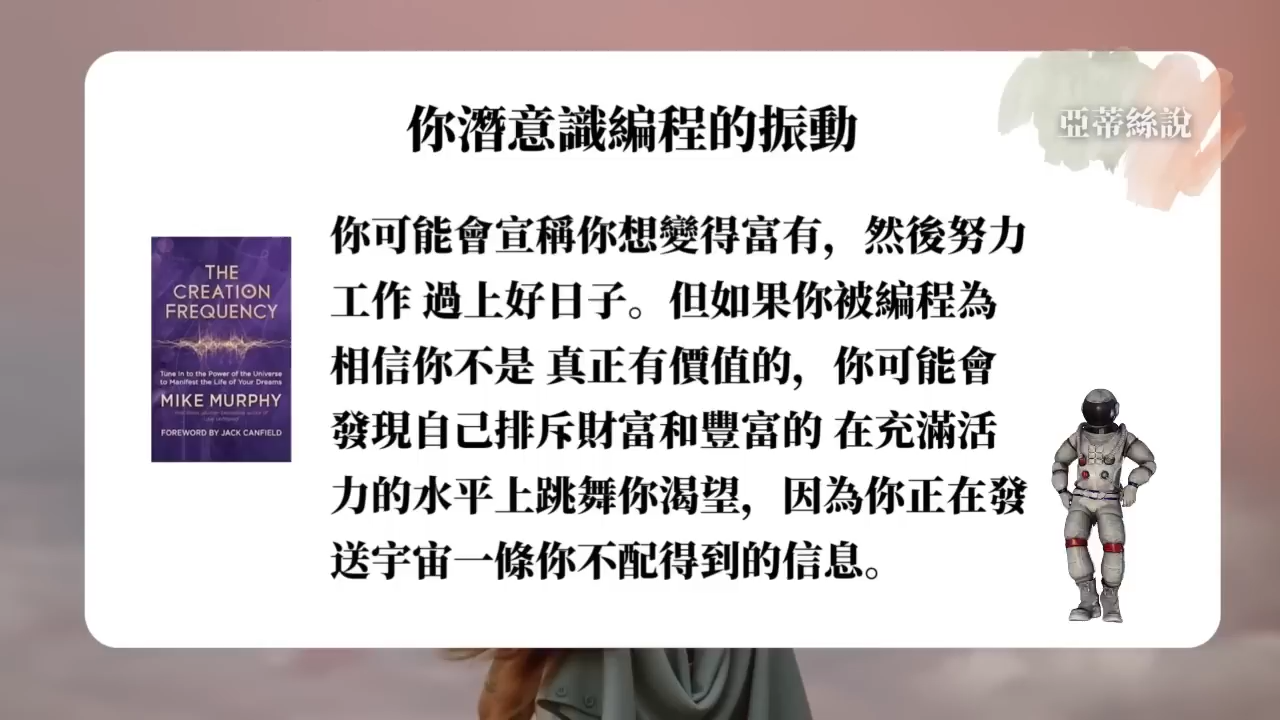 你潛意識編程的振動
亞蒂絲說
你可能會宣稱你想變得富有，然後努力
工作 過上好日子。但如果你被編程為
相信你不是 真正有價值的，你可能會
發現自己排斥財富和豐富的 在充滿活
力的水平上跳舞你渴望，因為你正在發
送宇宙一條你不配得到的信息。
THE
CREATION
FREQUENCY
Tune In to the Power of the Universe
to Manifest the Life of Your Dreams
MIKE MURPHY
FOREWORD BY JACK CANFIELD